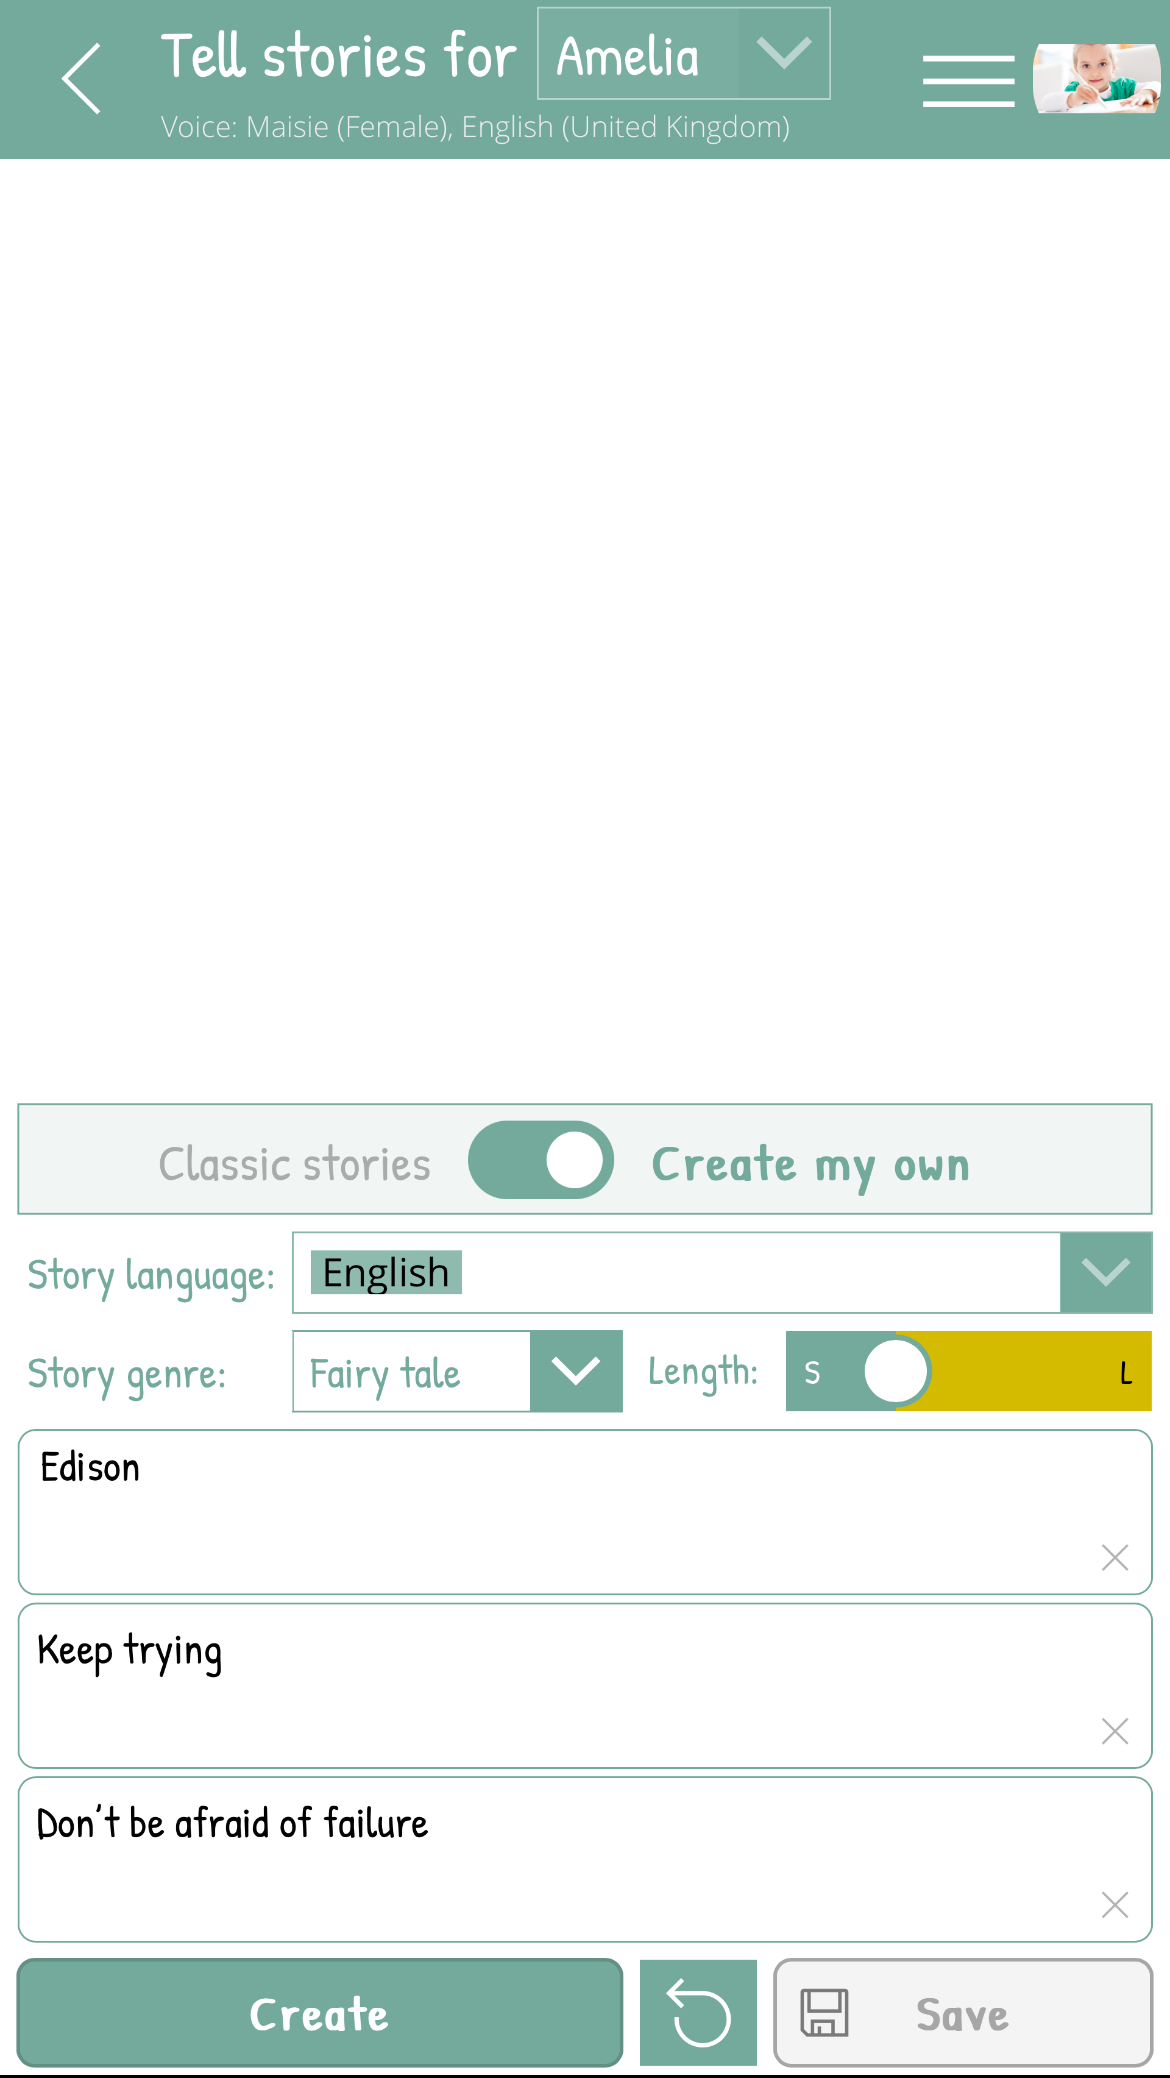 Tell stories for Amelia
Voice: Maisie (Female), English (United Kingdom)
Classic stories Create my own
Story language: English
Story genre: Fairy tale Length: S L
Edison
Keep trying
Don't be afraid of failure
Create Save